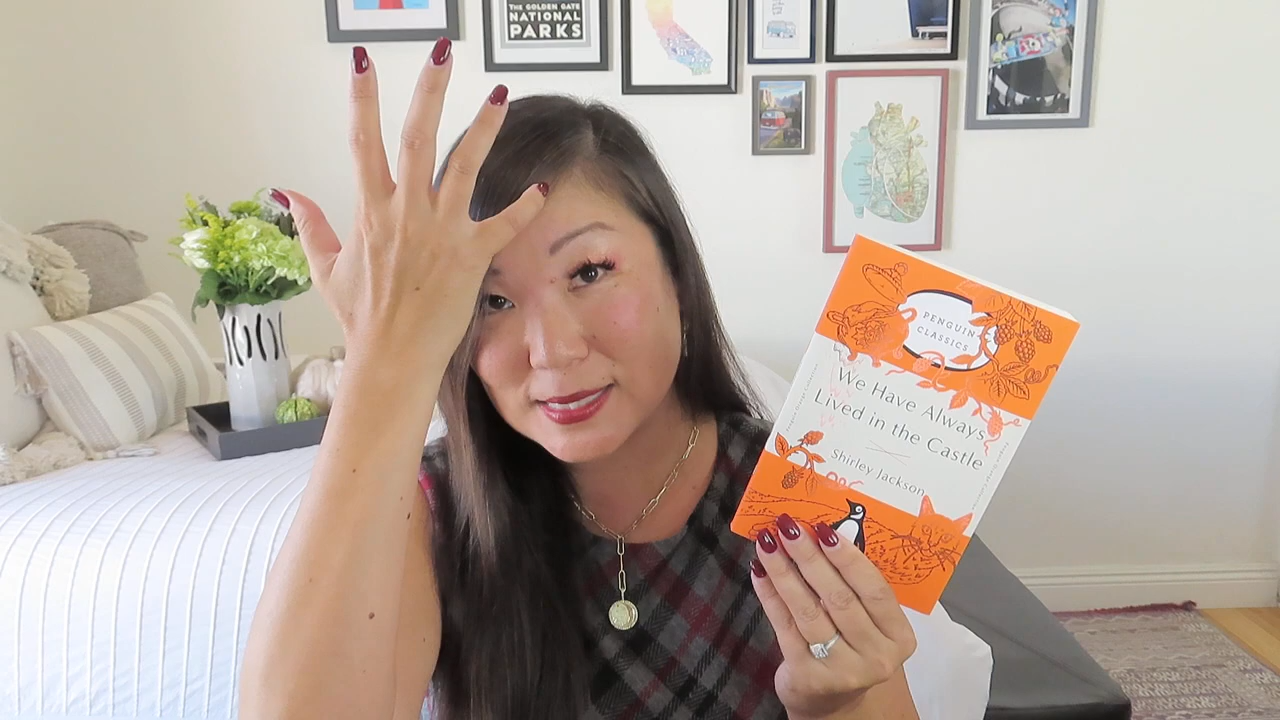 THE GOLDEN GATE
NATIONAL
PARKS
PENGUIN
CLASSICS
We Have Always
Lived in the Castle
Shirley Jackson